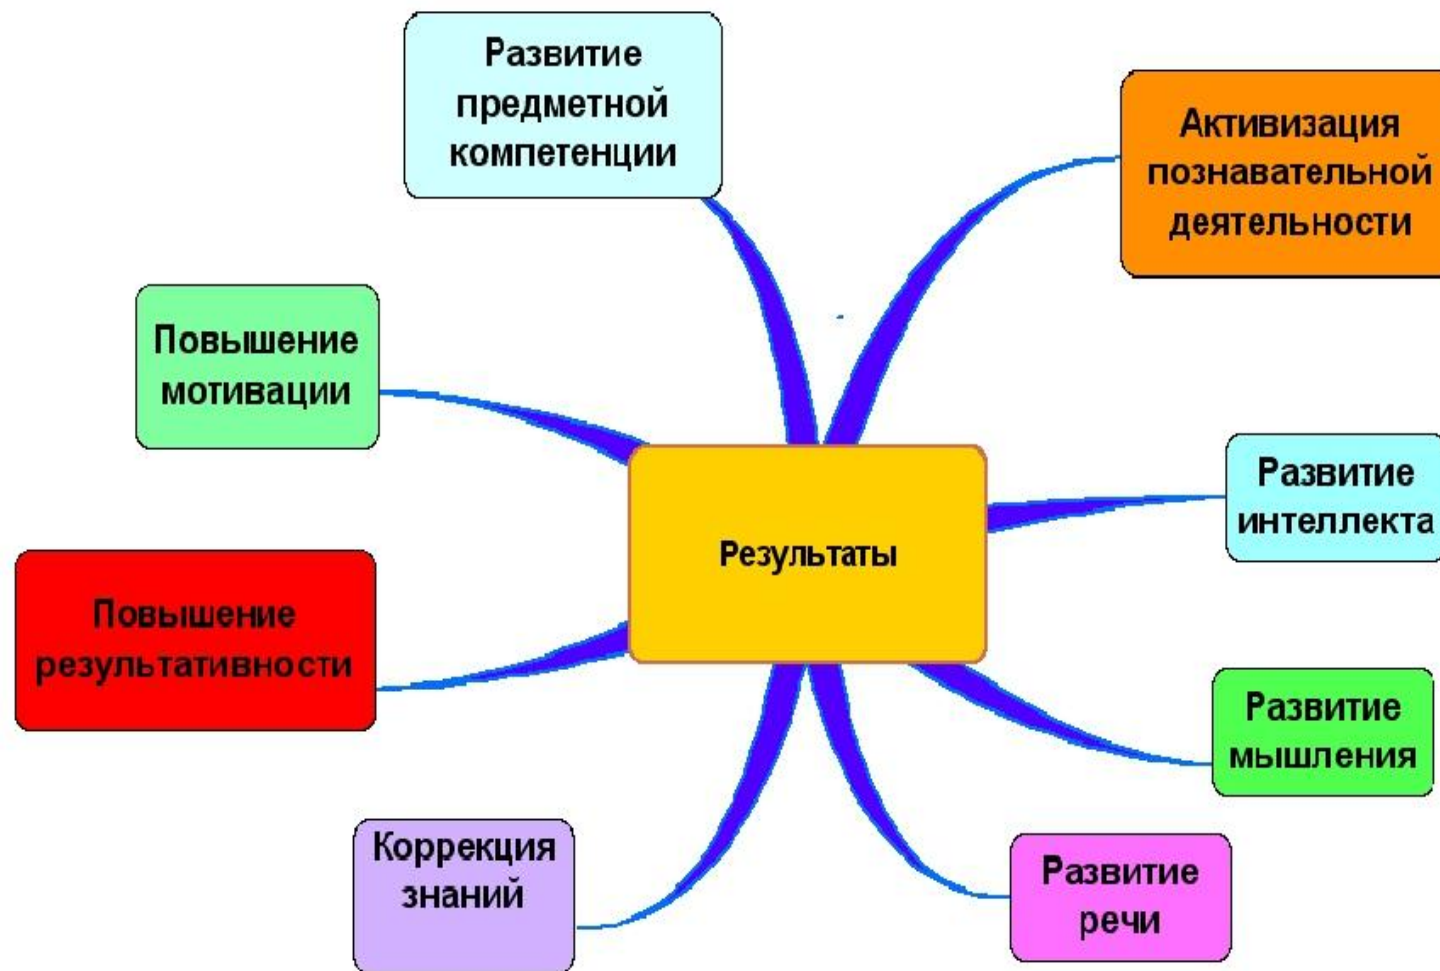 Развитие
предметной
компетенции
Активизация
познавательной
деятельности
Повышение
мотивации
Развитие
интеллекта
Результаты
Повышение
результативности
Развитие
мышления
Коррекция
знаний
Развитие
речи